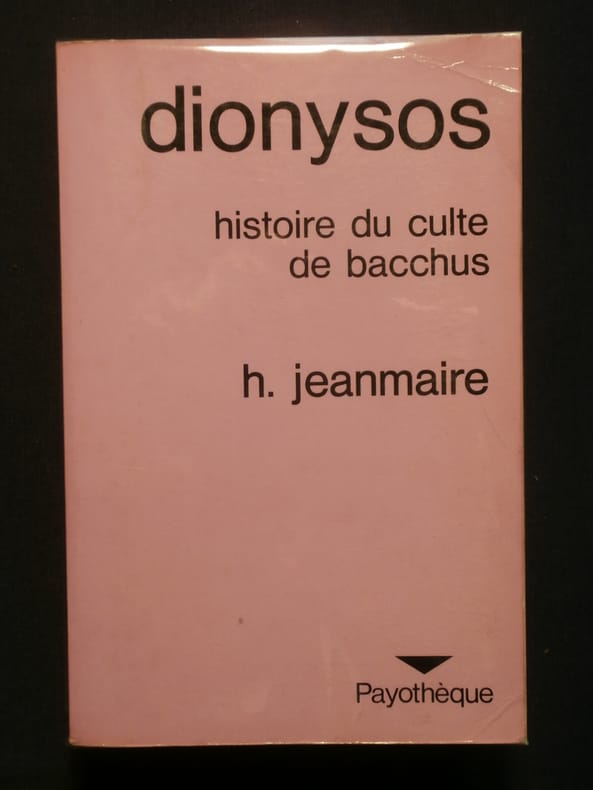 dionysos
histoire du culte
de bacchus
h. jeanmaire
Payothèque